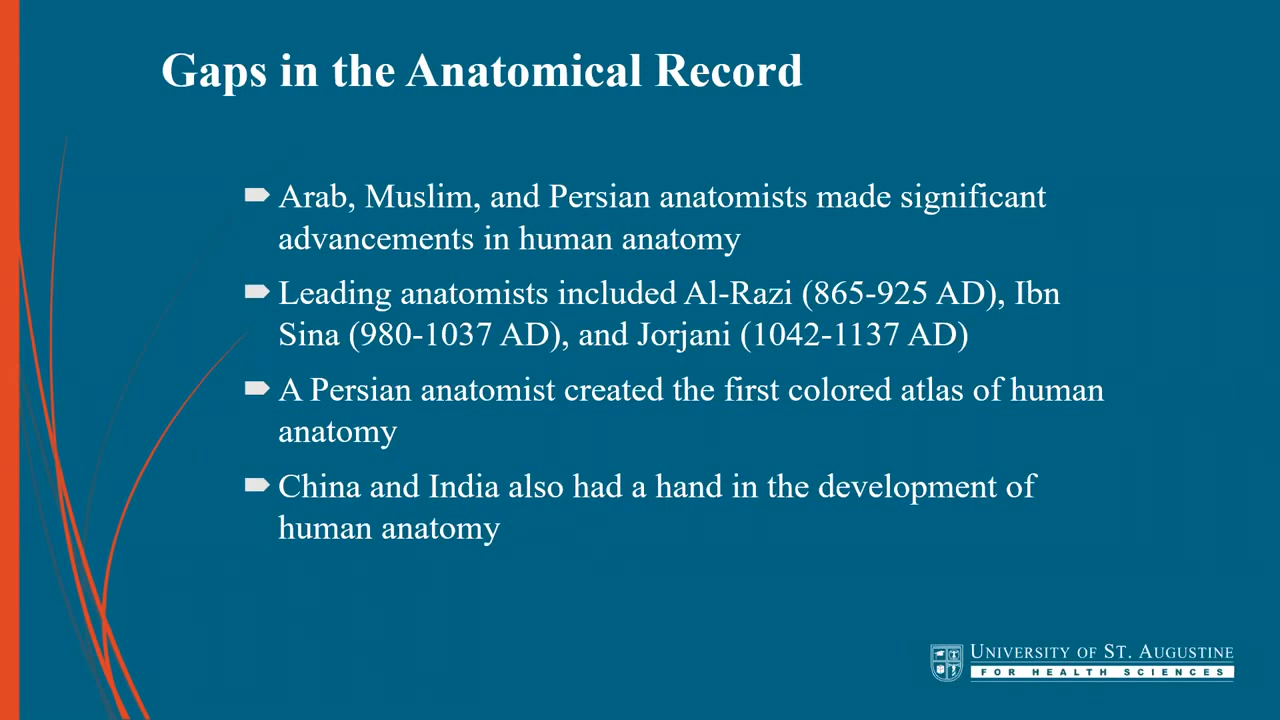 Gaps in the Anatomical Record
Arab, Muslim, and Persian anatomists made significant
advancements in human anatomy
Leading anatomists included Al-Razi (865-925 AD), Ibn
Sina (980-1037 AD), and Jorjani (1042-1137 AD)
A Persian anatomist created the first colored atlas of human
anatomy
China and India also had a hand in the development of
human anatomy
UNIVERSITY OF ST. AUGUSTINE
FOR HEALTH SCIENCES